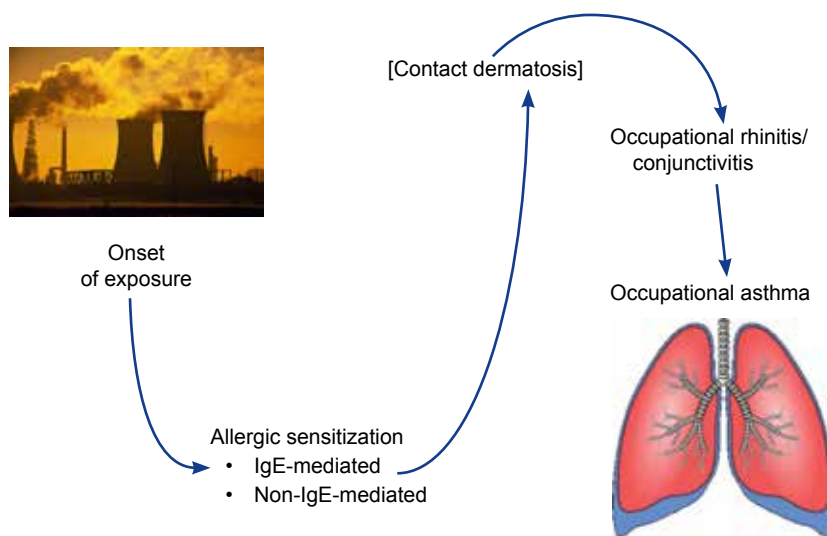 Onset
of exposure
Allergic sensitization
• IgE-mediated
• Non-IgE-mediated
[Contact dermatosis]
Occupational rhinitis/
conjunctivitis
Occupational asthma